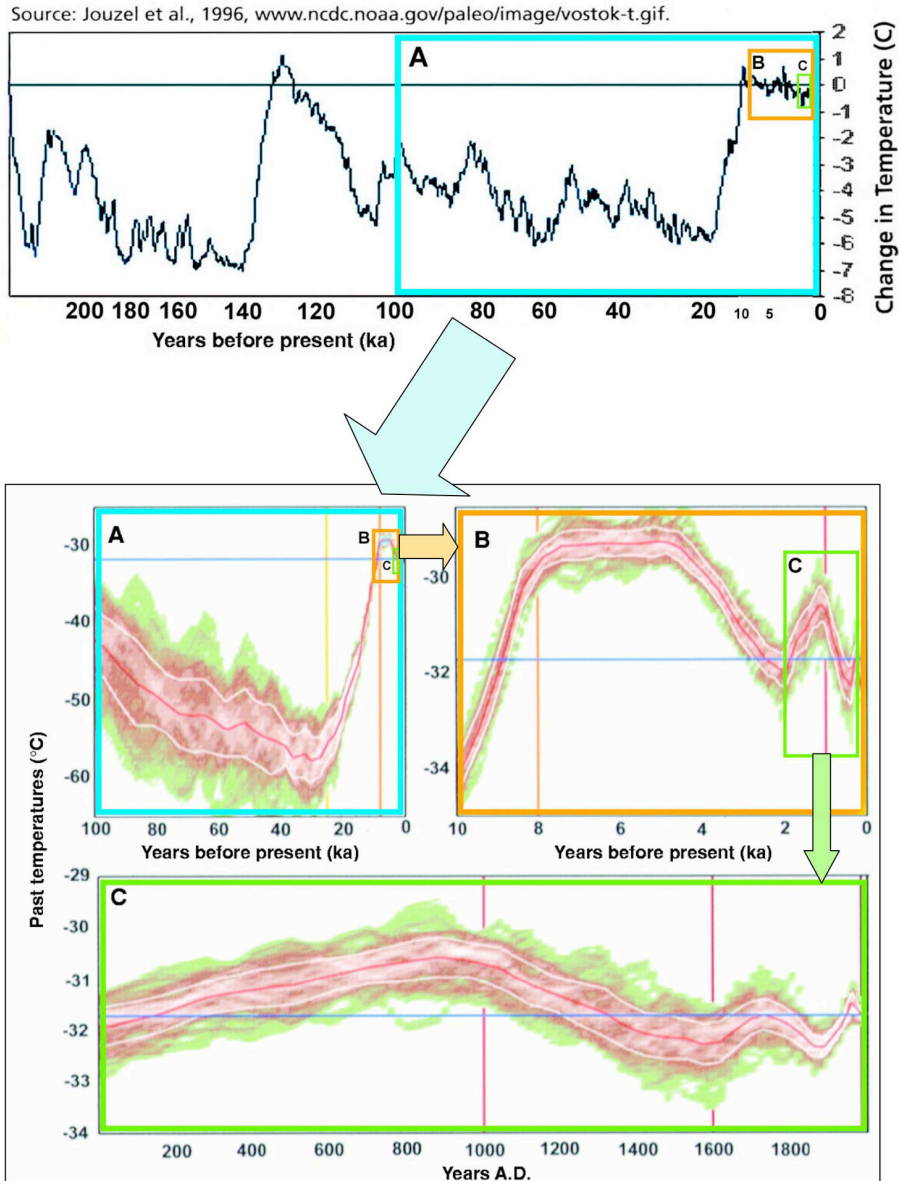 Source: Jouzel et al., 1996, www.ncdc.noaa.gov/paleo/image/vostok-t.gif.
2
1
0
-1
-2
-3
-4
-5
-6
-7
-8
Change in Temperature (C)
A
B
C
200 180 160 140 120 100 80 60 40 20 10 5 0
Years before present (ka)
A
B
C
-30
-40
-50
-60
100 80 60 40 20 0
Years before present (ka)
B
C
-30
-32
-34
10 8 6 4 2 0
Years before present (ka)
Past temperatures (°C)
C
-29
-30
-31
-32
-33
-34
200 400 600 800 1000 1200 1400 1600 1800
Years A.D.